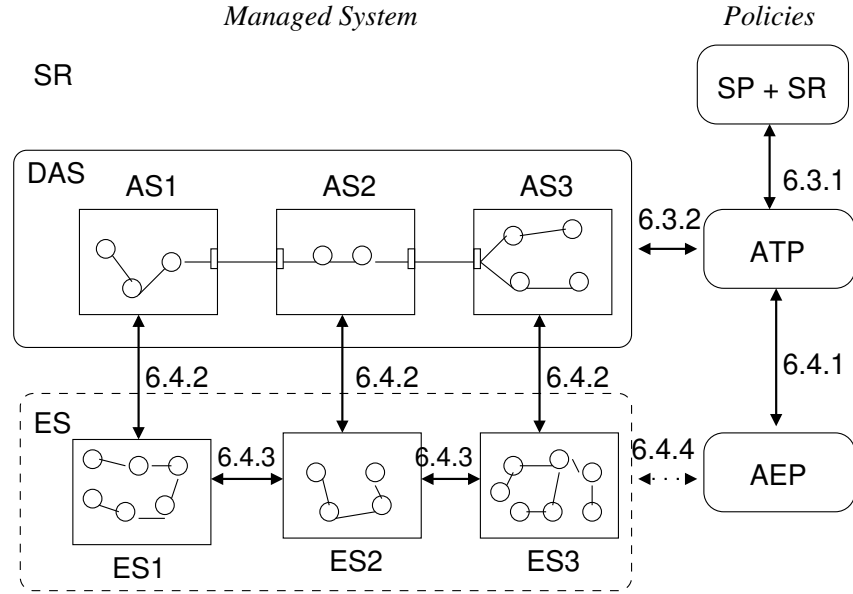 Managed System
Policies
SR
SP + SR
DAS
AS1
AS2
AS3
6.3.1
6.3.2
ATP
6.4.2
6.4.2
6.4.2
6.4.1
ES
6.4.3
6.4.3
6.4.4
AEP
ES1
ES2
ES3